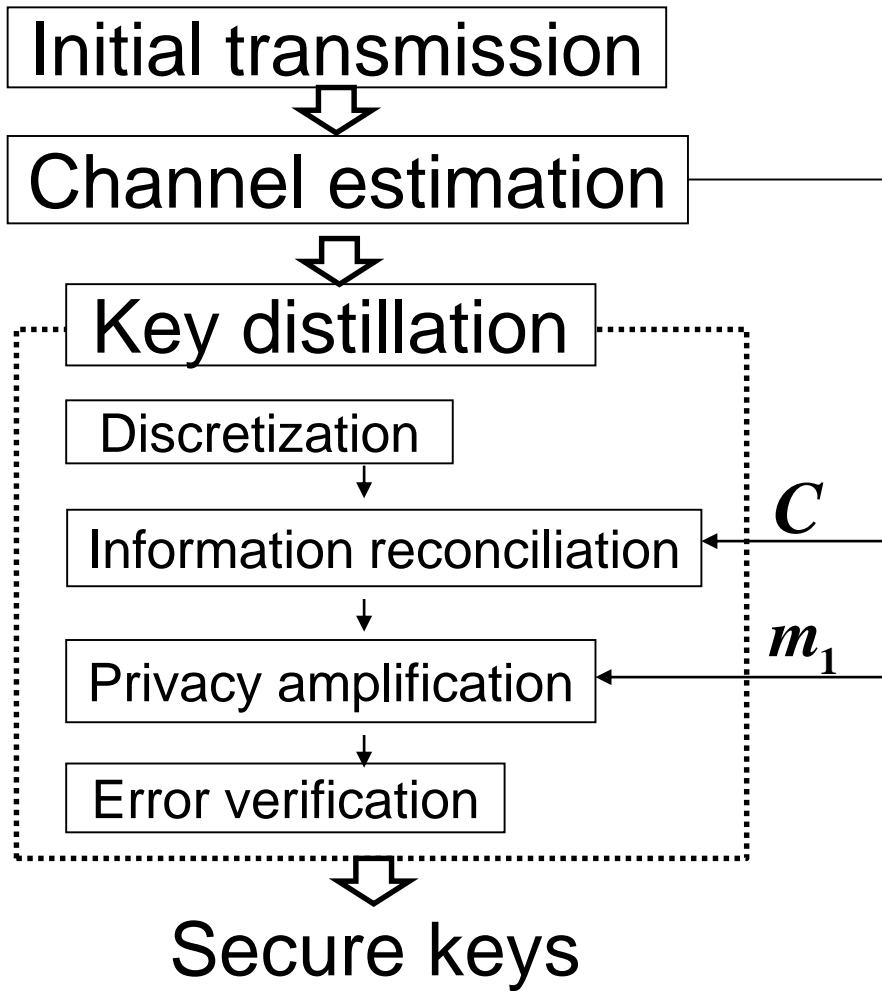 Initial transmission
Channel estimation
Key distillation
Discretization
Information reconciliation
C
Privacy amplification
m₁
Error verification
Secure keys